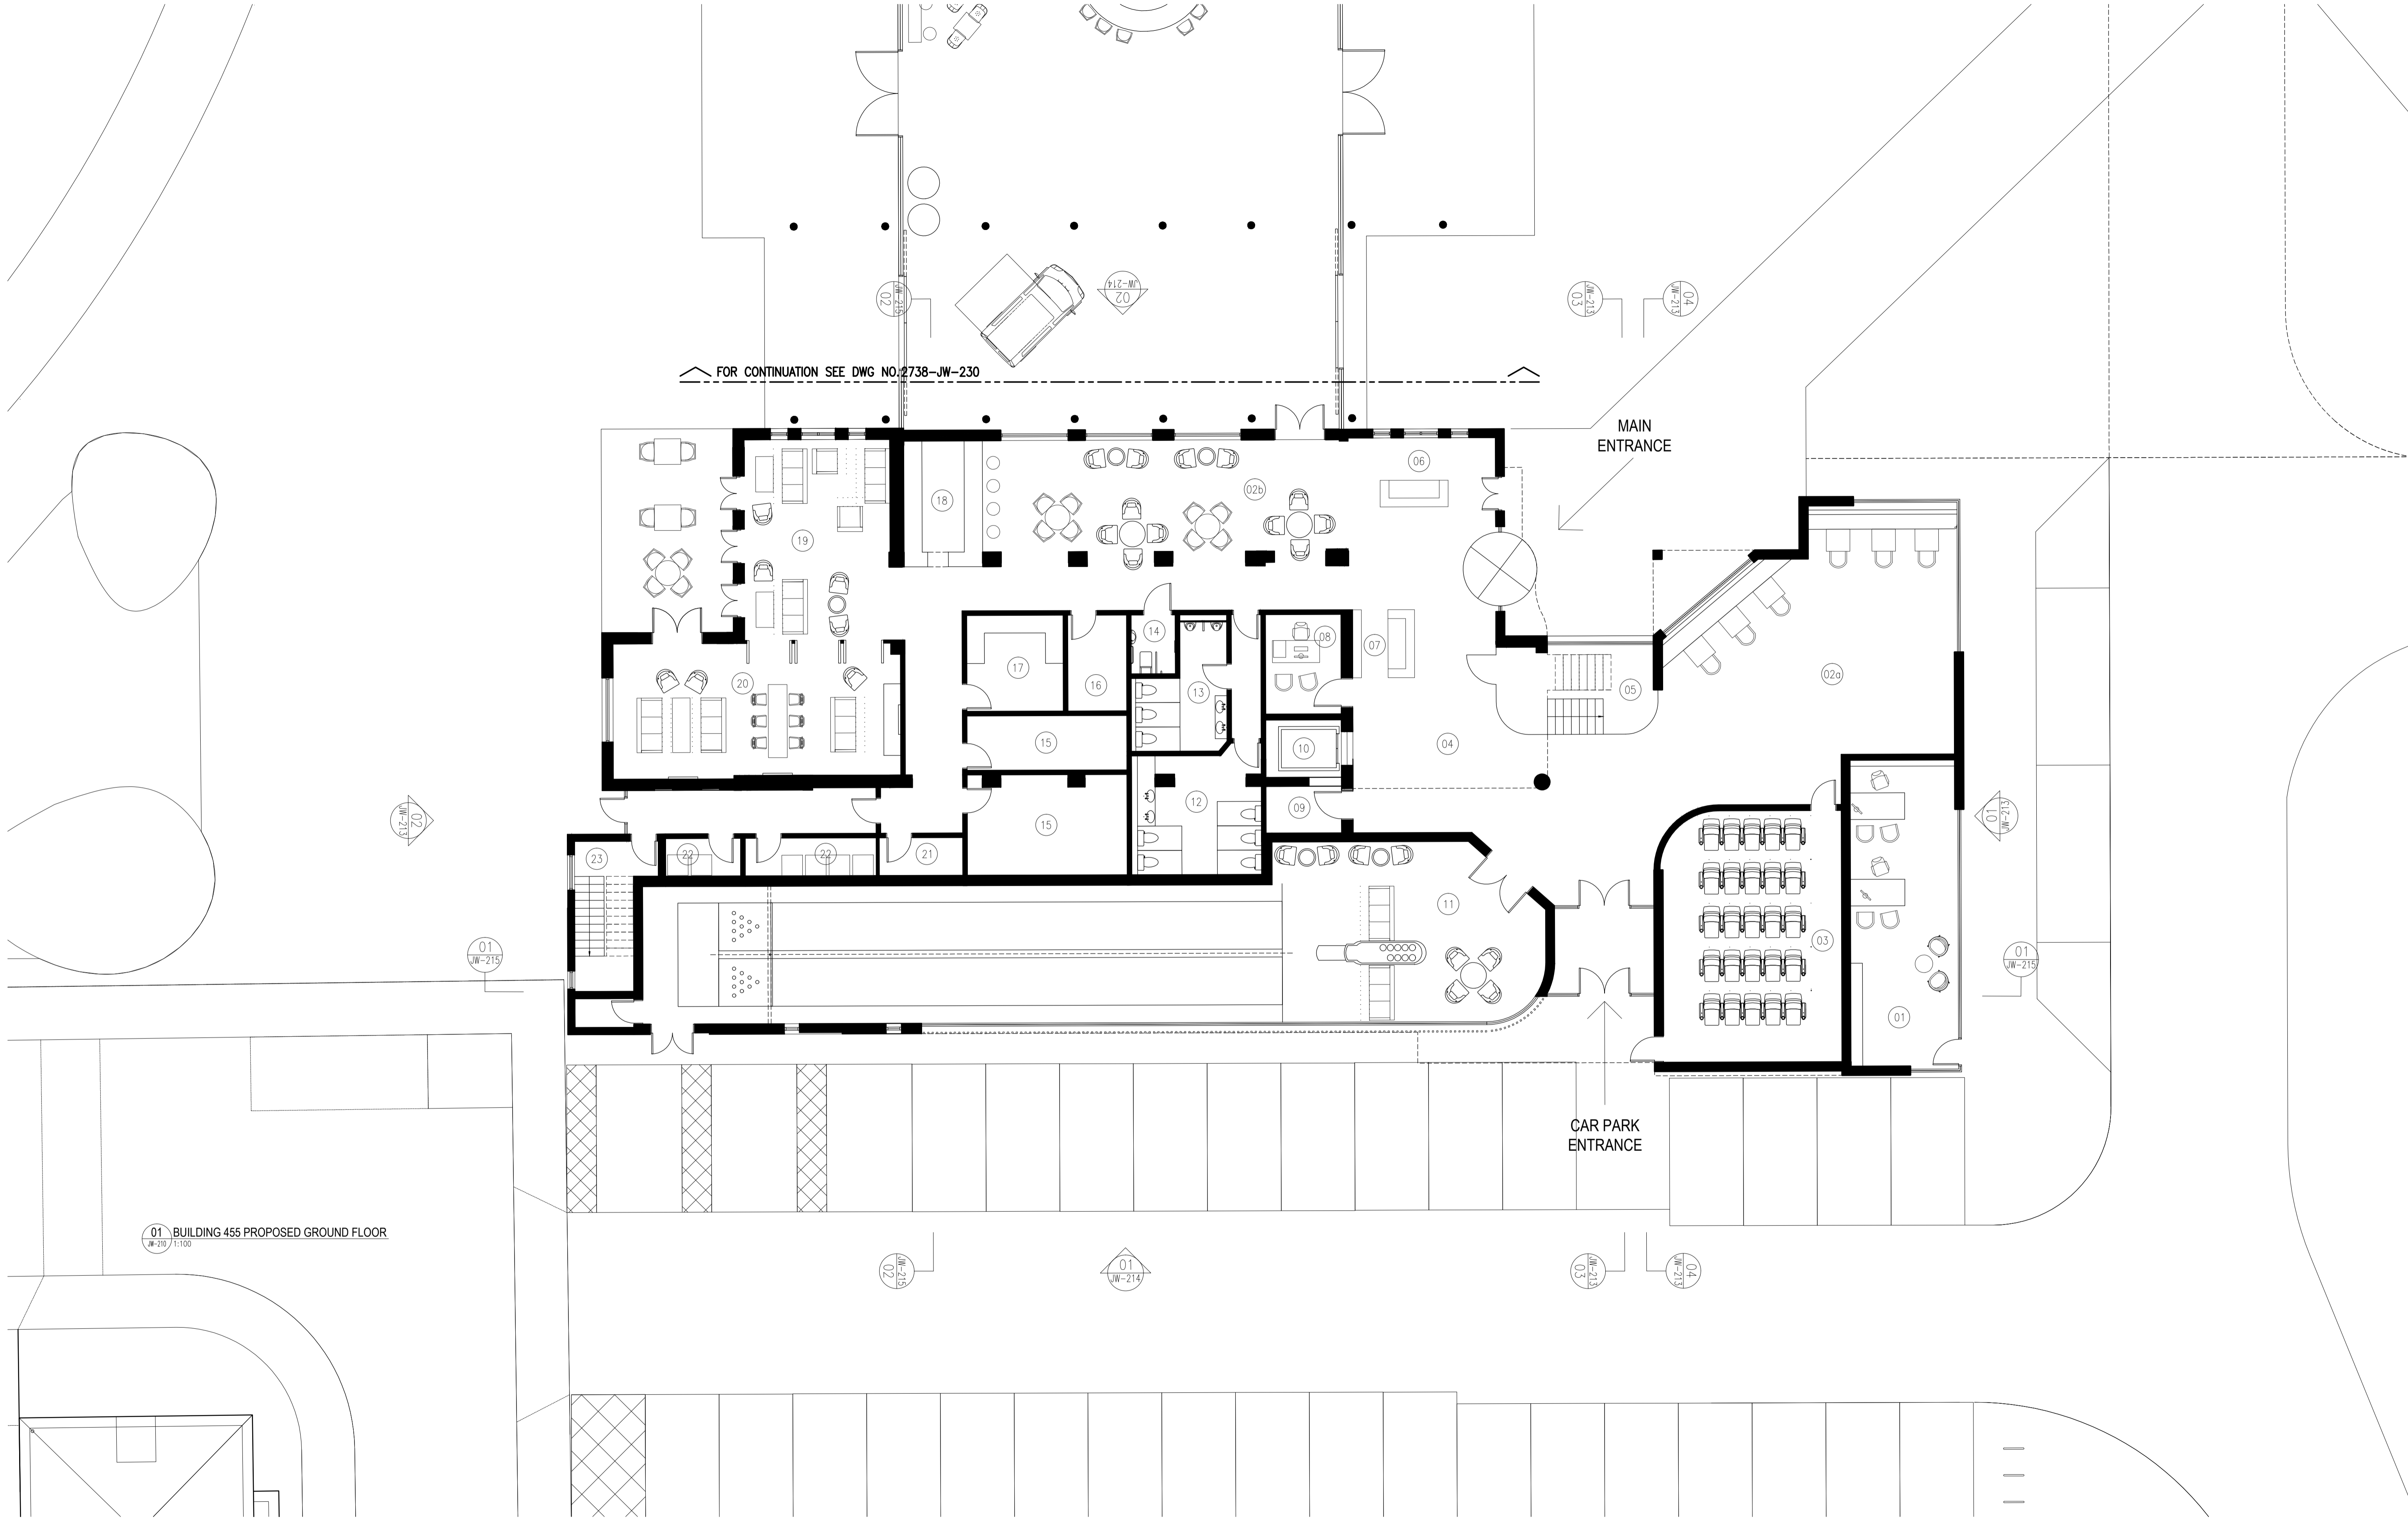 02
JW-215
02
JW-214
03
JW-213
04
JW-213
FOR CONTINUATION SEE DWG NO.2738-JW-230
MAIN
ENTRANCE
06
02b
18
19
14
08
07
17
16
13
20
05
02a
15
10
04
12
09
15
02
JW-213
01
JW-213
23
22
22
21
11
03
01
JW-215
01
JW-215
01
CAR PARK
ENTRANCE
01
JW-210
BUILDING 455 PROPOSED GROUND FLOOR
1:100
02
JW-215
01
JW-214
03
JW-213
04
JW-213